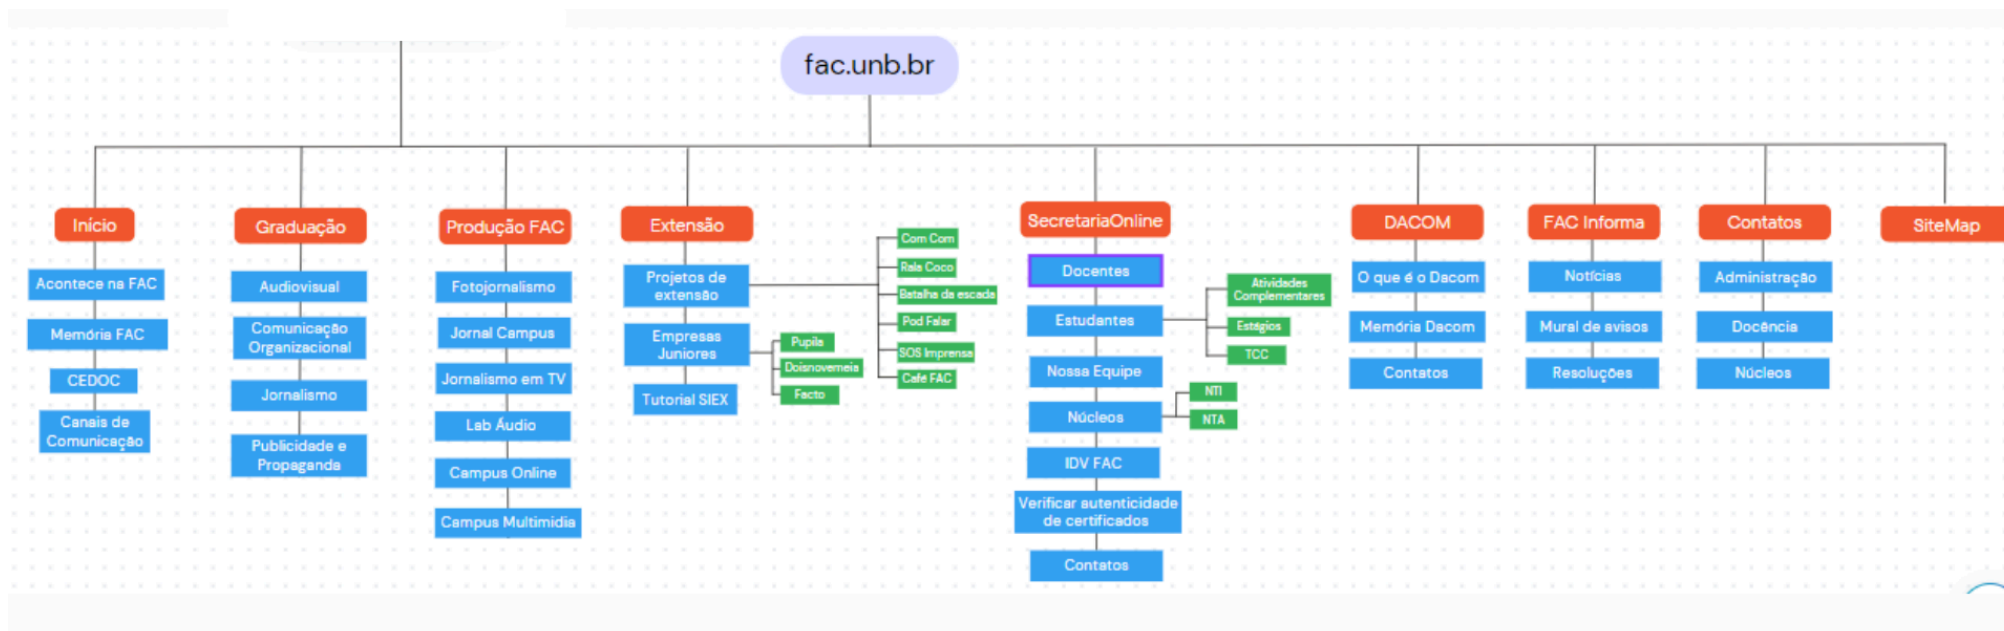 fac.unb.br
Início
Acontece na FAC
Memória FAC
CEDOC
Canais de
Comunicação
Graduação
Audiovisual
Comunicação
Organizacional
Jornalismo
Publicidade e
Propaganda
Produção FAC
Fotojornalismo
Jornal Campus
Jornalismo em TV
Lab Áudio
Campus Online
Campus Multimidia
Extensão
Projetos de
extensão
Com Com
Rala Coco
Batalha da escada
Pod Falar
SOS Imprensa
Café FAC
Empresas
Juniores
Pupila
Doisnovemeia
Facto
Tutorial SIEX
SecretariaOnline
Docentes
Estudantes
Atividades
Complementares
Estágios
TCC
Nossa Equipe
Núcleos
NTI
NTA
IDV FAC
Verificar autenticidade
de certificados
Contatos
DACOM
O que é o Dacom
Memória Dacom
Contatos
FAC Informa
Notícias
Mural de avisos
Resoluções
Contatos
Administração
Docência
Núcleos
SiteMap